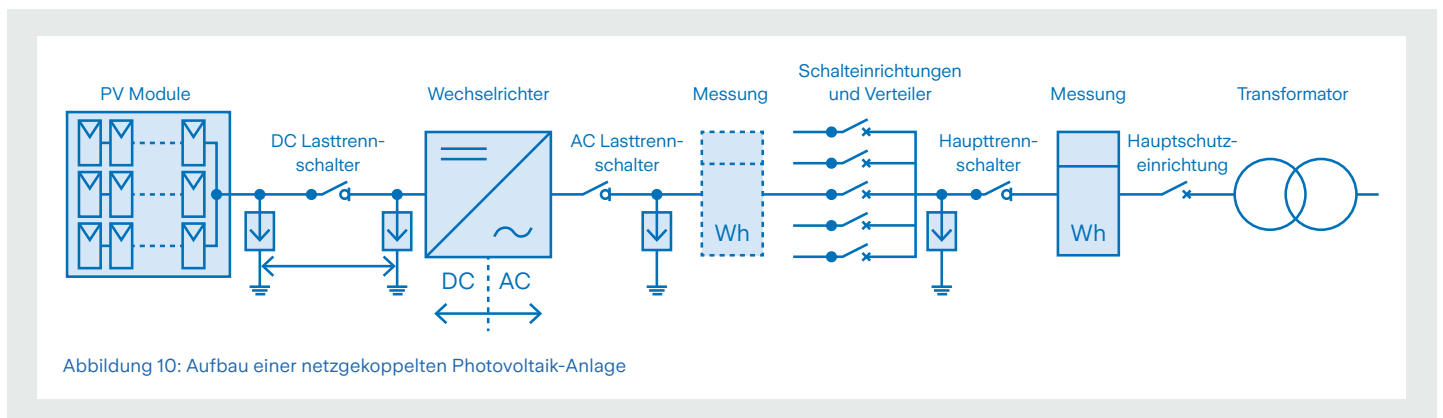 PV Module
DC Lasttrenn-
schalter
Wechselrichter
DC
AC
AC Lasttrenn-
schalter
Messung
Wh
Schalteinrichtungen
und Verteiler
Haupttrenn-
schalter
Messung
Wh
Hauptschutz-
einrichtung
Transformator
Abbildung 10: Aufbau einer netzgekoppelten Photovoltaik-Anlage